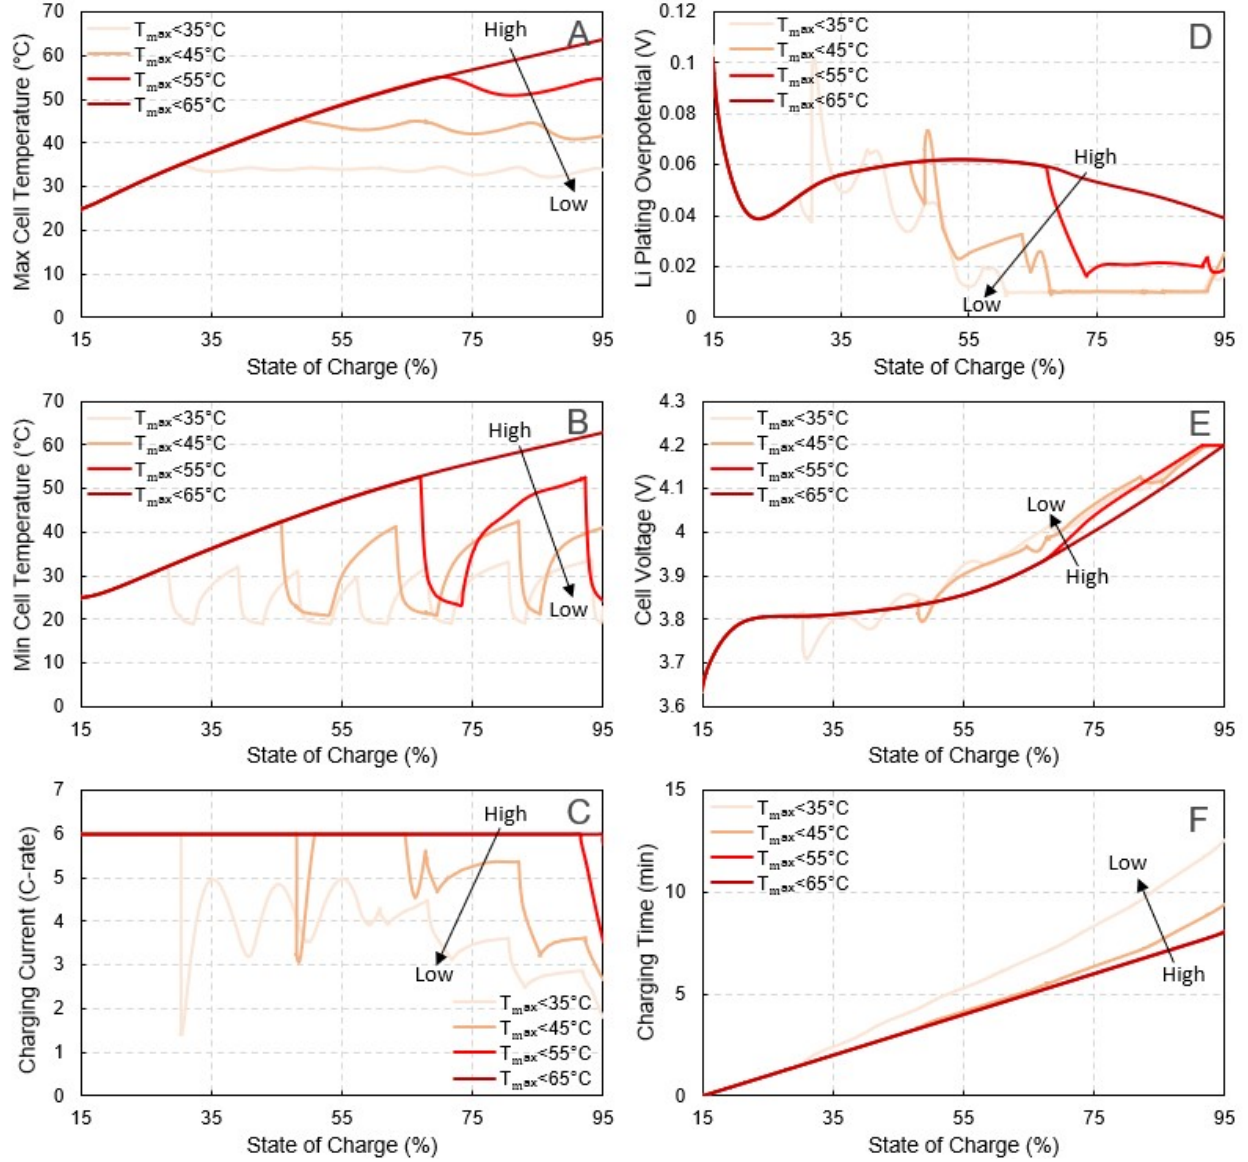 A
Max Cell Temperature (°C)
70
60
50
40
30
20
10
0
Tmax<35°C
Tmax<45°C
Tmax<55°C
Tmax<65°C
High
Low
15 35 55 75 95
State of Charge (%)
D
Li Plating Overpotential (V)
0.12
0.1
0.08
0.06
0.04
0.02
0
Tmax<35°C
Tmax<45°C
Tmax<55°C
Tmax<65°C
High
Low
15 35 55 75 95
State of Charge (%)
B
Min Cell Temperature (°C)
70
60
50
40
30
20
10
0
Tmax<35°C
Tmax<45°C
Tmax<55°C
Tmax<65°C
High
Low
15 35 55 75 95
State of Charge (%)
E
Cell Voltage (V)
4.3
4.2
4.1
4
3.9
3.8
3.7
3.6
Tmax<35°C
Tmax<45°C
Tmax<55°C
Tmax<65°C
Low
High
15 35 55 75 95
State of Charge (%)
C
Charging Current (C-rate)
7
6
5
4
3
2
1
0
High
Low
Tmax<35°C
Tmax<45°C
Tmax<55°C
Tmax<65°C
15 35 55 75 95
State of Charge (%)
F
Charging Time (min)
15
10
5
0
Tmax<35°C
Tmax<45°C
Tmax<55°C
Tmax<65°C
Low
High
15 35 55 75 95
State of Charge (%)